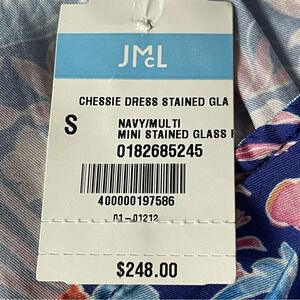 JMcL
CHESSIE DRESS STAINED GLA
S
NAVY/MULTI
MINI STAINED GLASS
0182685245
400000197586
01-01212
$248.00